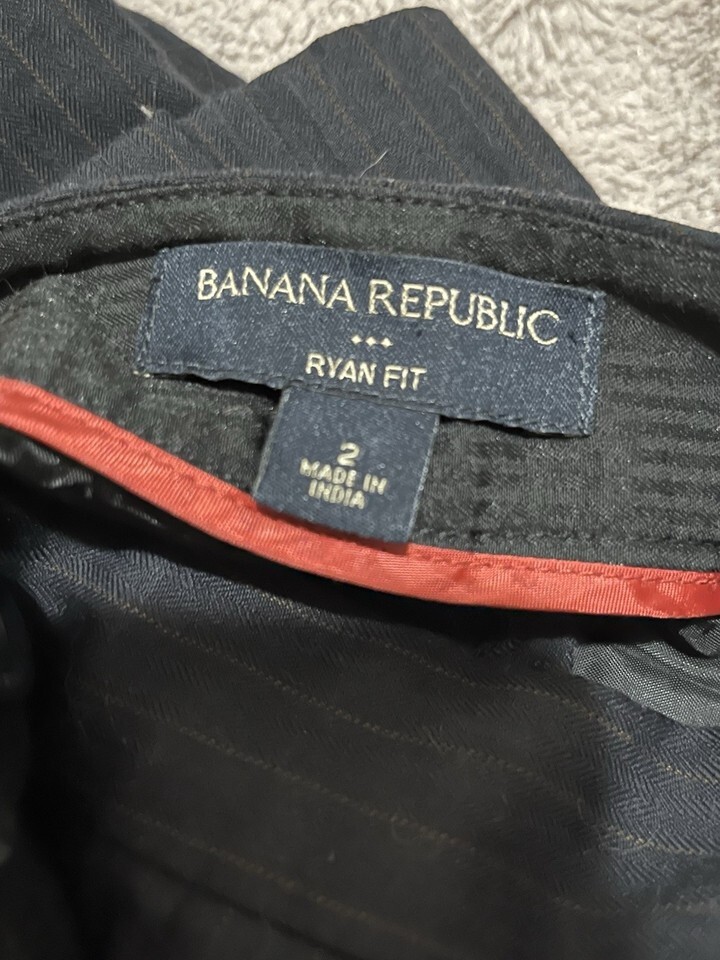 BANANA REPUBLIC
RYAN FIT
2
MADE IN
INDIA